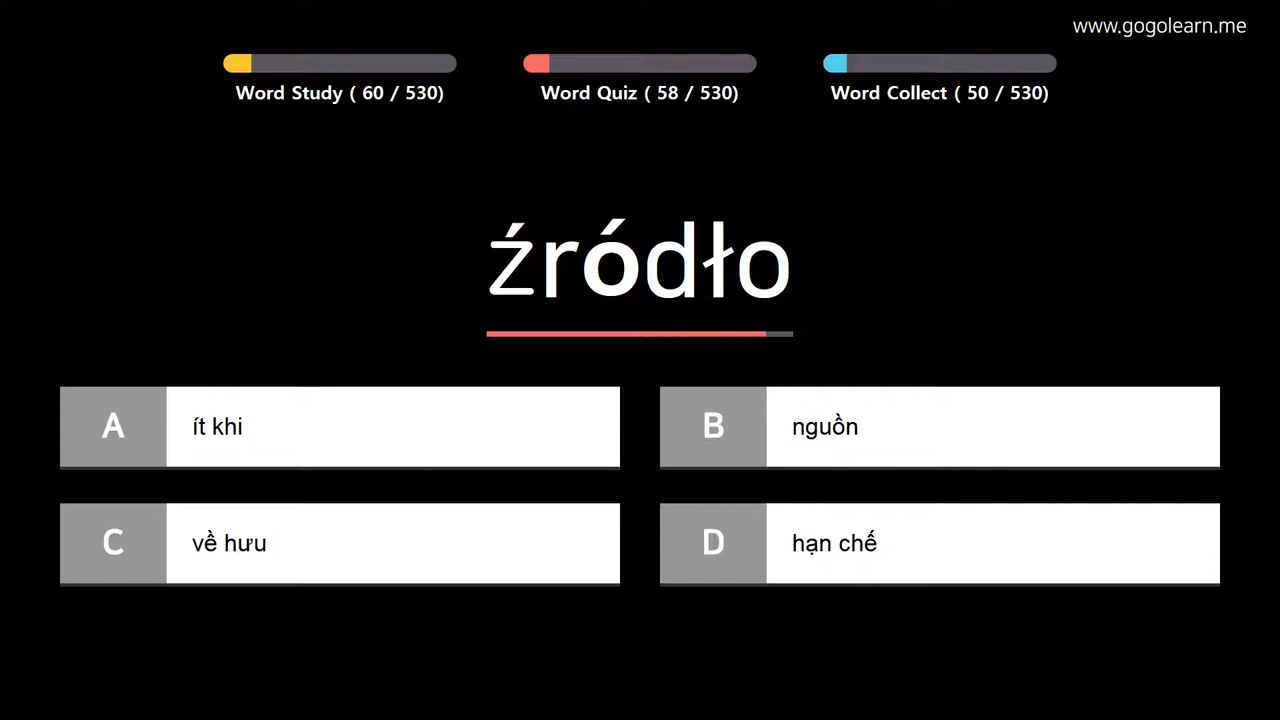 www.gogolearn.me
Word Study ( 60 / 530)
Word Quiz ( 58 / 530)
Word Collect ( 50 / 530)
źródło
A ít khi
B nguồn
C về hưu
D hạn chế